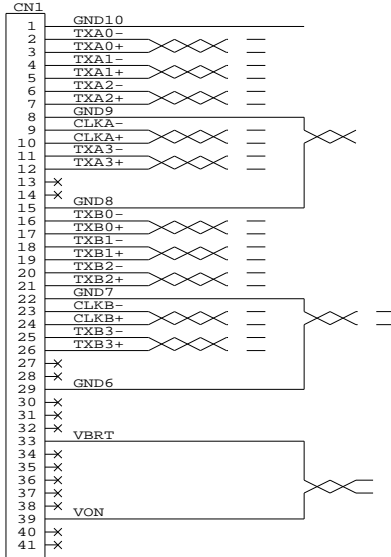 CN1
1 GND10
2 TXA0-
3 TXA0+
4 TXA1-
5 TXA1+
6 TXA2-
7 TXA2+
8 GND9
9 CLKA-
10 CLKA+
11 TXA3-
12 TXA3+
13
14
15 GND8
16 TXB0-
17 TXB0+
18 TXB1-
19 TXB1+
20 TXB2-
21 TXB2+
22 GND7
23 CLKB-
24 CLKB+
25 TXB3-
26 TXB3+
27
28
29 GND6
30
31
32
33 VBRT
34
35
36
37
38
39 VON
40
41